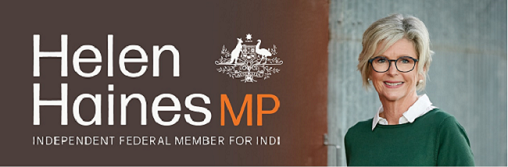 Helen
Haines MP
INDEPENDENT FEDERAL MEMBER FOR INDI